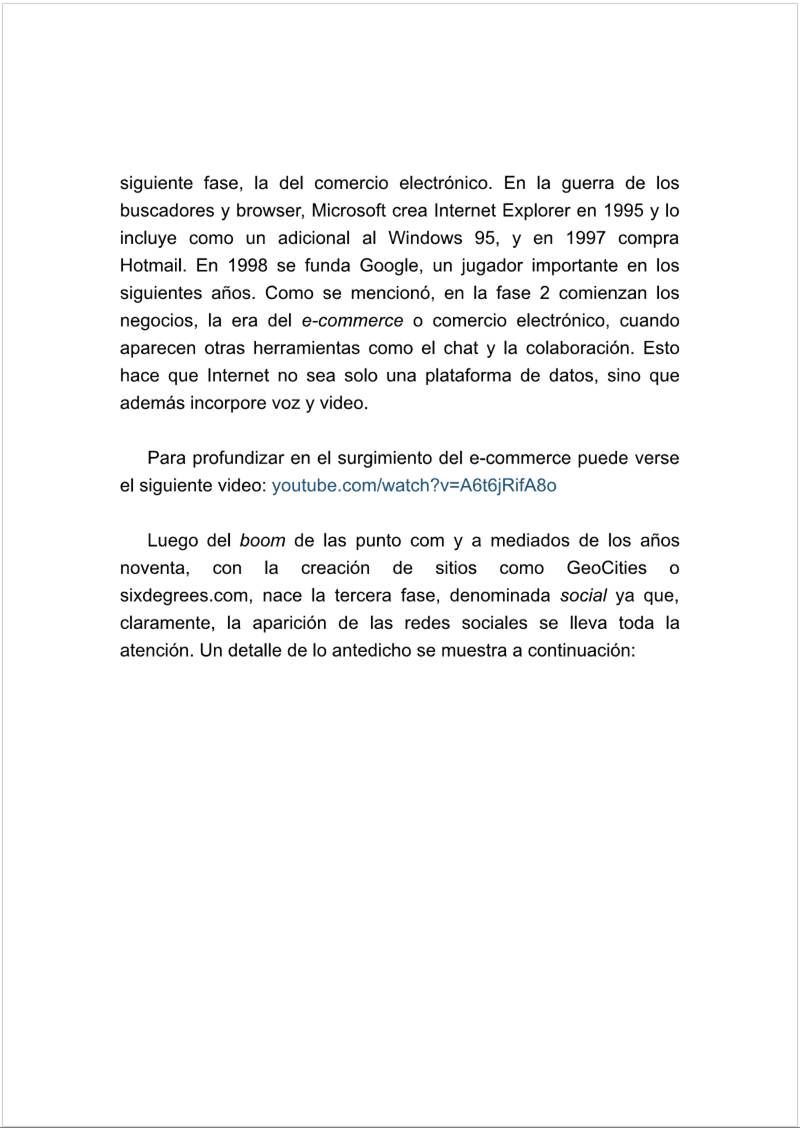 siguiente fase, la del comercio electrónico. En la guerra de los
buscadores y browser, Microsoft crea Internet Explorer en 1995 y lo
incluye como un adicional al Windows 95, y en 1997 compra
Hotmail. En 1998 se funda Google, un jugador importante en los
siguientes años. Como se mencionó, en la fase 2 comienzan los
negocios, la era del e-commerce o comercio electrónico, cuando
aparecen otras herramientas como el chat y la colaboración. Esto
hace que Internet no sea solo una plataforma de datos, sino que
además incorpore voz y video.
Para profundizar en el surgimiento del e-commerce puede verse
el siguiente video: youtube.com/watch?v=A6t6jRifA8o
Luego del boom de las punto com y a mediados de los años
noventa, con la creación de sitios como GeoCities o
sixdegrees.com, nace la tercera fase, denominada social ya que,
claramente, la aparición de las redes sociales se lleva toda la
atención. Un detalle de lo antedicho se muestra a continuación: